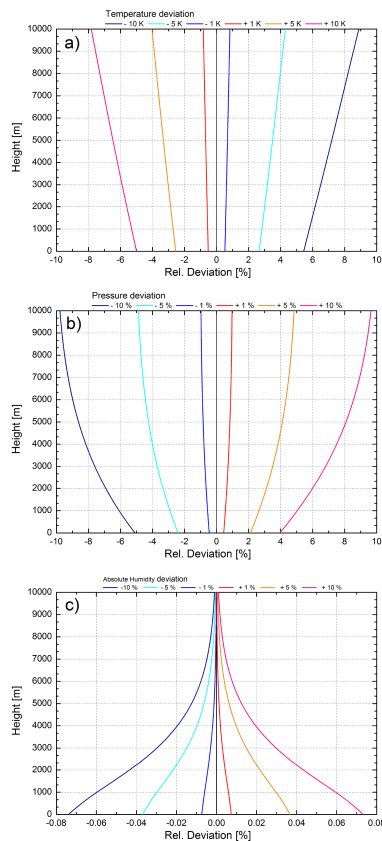 Temperature deviation
- 10 K - 5 K - 1 K + 1 K + 5 K + 10 K
a)
10000
9000
8000
7000
6000
5000
4000
3000
2000
1000
0
Height [m]
-10 -8 -6 -4 -2 0 2 4 6 8 10
Rel. Deviation [%]
Pressure deviation
- 10 % - 5 % - 1 % + 1 % + 5 % + 10 %
b)
10000
9000
8000
7000
6000
5000
4000
3000
2000
1000
0
Height [m]
-10 -8 -6 -4 -2 0 2 4 6 8 10
Rel. Deviation [%]
Absolute Humidity deviation
-10 % - 5 % - 1 % + 1 % + 5 % + 10 %
c)
10000
9000
8000
7000
6000
5000
4000
3000
2000
1000
0
Height [m]
-0.08 -0.06 -0.04 -0.02 0.00 0.02 0.04 0.06 0.08
Rel. Deviation [%]